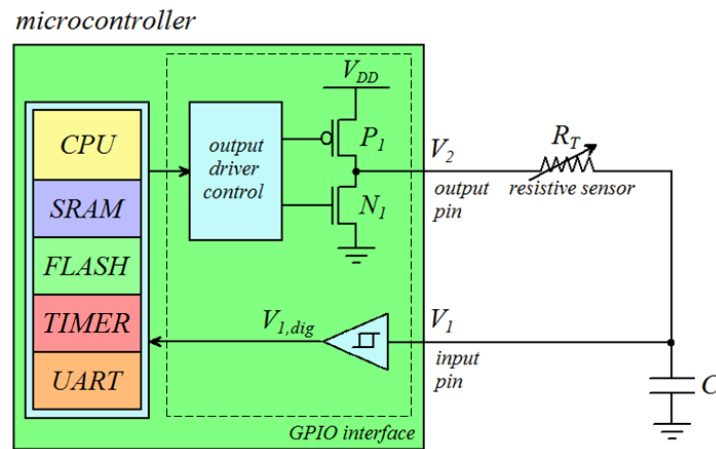 microcontroller
CPU
SRAM
FLASH
TIMER
UART
output
driver
control
V_DD
P_1
N_1
V_2
output
pin
R_T
resistive sensor
V_1,dig
V_1
input
pin
C
GPIO interface